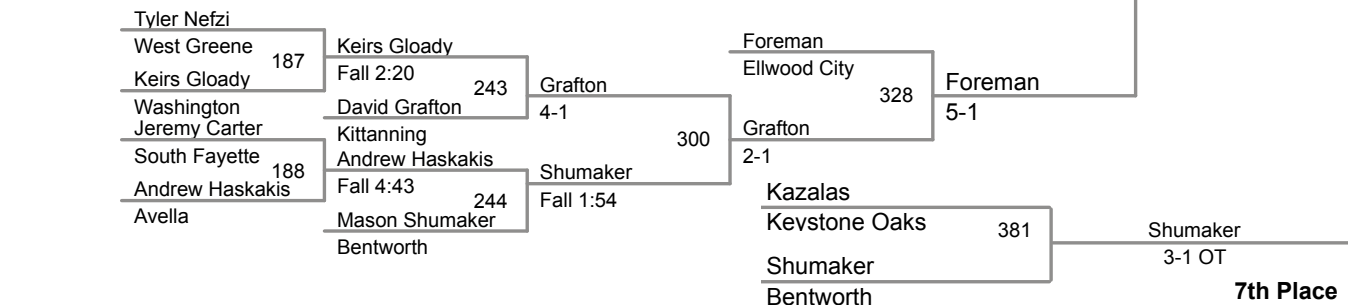 Tyler Nefzi
West Greene
187
Keirs Gloady
Washington
Jeremy Carter
South Fayette
188
Andrew Haskakis
Avella
Keirs Gloady
Fall 2:20
243
David Grafton
Kittanning
Andrew Haskakis
Fall 4:43
244
Mason Shumaker
Bentworth
Grafton
4-1
300
Shumaker
Fall 1:54
Foreman
Ellwood City
328
Grafton
2-1
Foreman
5-1
Kazalas
Keystone Oaks
381
Shumaker
Bentworth
Shumaker
3-1 OT
7th Place